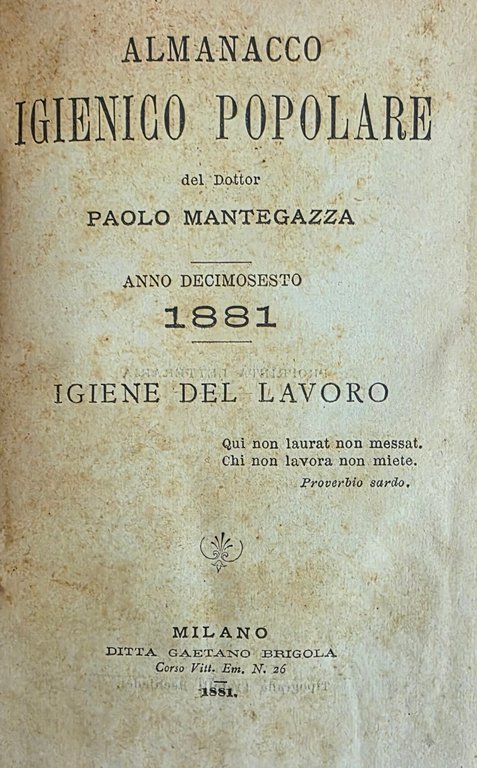 ALMANACCO
IGIENICO POPOLARE
del Dottor
PAOLO MANTEGAZZA
ANNO DECIMOSESTO
1881
IGIENE DEL LAVORO
Qui non laurat non messat.
Chi non lavora non miete.
Proverbio sardo.
MILANO
DITTA GAETANO BRIGOLA
Corso Vitt. Em. N. 26
1881.